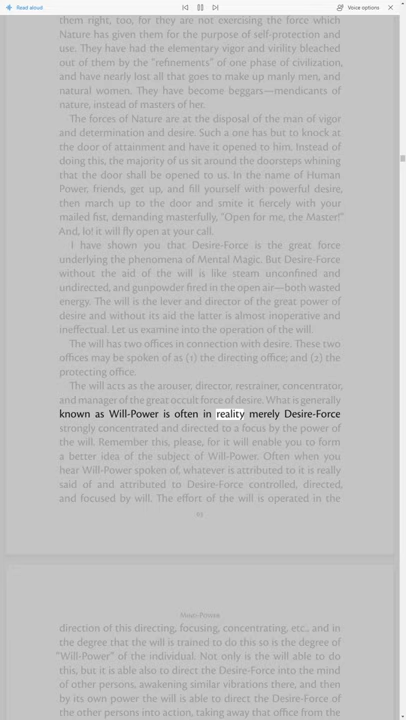 Read aloud
Voice options
them right, too, for they are not exercising the force which
Nature has given them for the purpose of self-protection and
use. They have had the elementary vigor and virility bleached
out of them by the “refinements” of one phase of civilization,
and have nearly lost all that goes to make up manly men, and
natural women. They have become beggars—mendicants of
nature, instead of masters of her.
The forces of Nature are at the disposal of the man of vigor
and determination and desire. Such a one has but to knock at
the door of attainment and have it opened to him. Instead of
doing this, the majority of us sit around the doorsteps whining
that the door shall be opened to us. In the name of Human
Power, friends, get up, and fill yourself with powerful desire,
then march up to the door and smite it fiercely with your
mailed fist, demanding masterfully, "Open for me, the Master!"
And, lo! it will fly open at your call.
I have shown you that Desire-Force is the great force
underlying the phenomena of Mental Magic. But Desire-Force
without the aid of the will is like steam unconfined and
undirected, and gunpowder fired in the open air—both wasted
energy. The will is the lever and director of the great power of
desire and without its aid the latter is almost inoperative and
ineffectual. Let us examine into the operation of the will.
The will has two offices in connection with desire. These two
offices may be spoken of as (1) the directing office; and (2) the
protecting office.
The will acts as the arouser, director, restrainer, concentrator,
and manager of the great occult force of desire. What is generally
known as Will-Power is often in reality merely Desire-Force
strongly concentrated and directed to a focus by the power of
the will. Remember this, please, for it will enable you to form
a better idea of the subject of Will-Power. Often when you
hear Will-Power spoken of, whatever is attributed to it is really
said of and attributed to Desire-Force controlled, directed,
and focused by will. The effort of the will is operated in the
direction of this directing, focusing, concentrating, etc., and in
the degree that the will is trained to do this so is the degree of
"Will-Power" of the individual. Not only is the will able to do
this, but it is able also to direct the Desire-Force into the mind
of other persons, awakening similar vibrations there, and then
by its own power the will is able to direct the Desire-Force of
the other persons into action, taking away that office from the